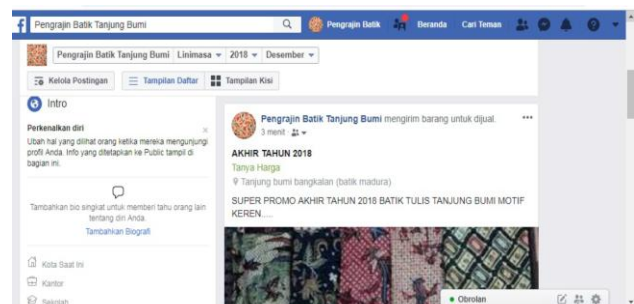 Pengrajin Batik Tanjung Bumi
Pengrajin Batik
Beranda
Cari Teman
Pengrajin Batik Tanjung Bumi
Linimasa
2018
Desember
Kelola Postingan
Tampilan Daftar
Tampilan Kisi
Intro
Perkenalkan diri
Ubah hal yang dilihat orang ketika mereka mengunjungi
profil Anda. Info yang ditetapkan ke Public tampil di
bagian ini.
Tambahkan bio singkat untuk memberi tahu orang lain
tentang diri Anda.
Tambahkan Biografi
Kota Saat Ini
Kantor
Sekolah
Pengrajin Batik Tanjung Bumi mengirim barang untuk dijual.
3 menit
AKHIR TAHUN 2018
Tanya Harga
Tanjung bumi bangkalan (batik madura)
SUPER PROMO AKHIR TAHUN 2018 BATIK TULIS TANJUNG BUMI MOTIF
KEREN.....
Obrolan